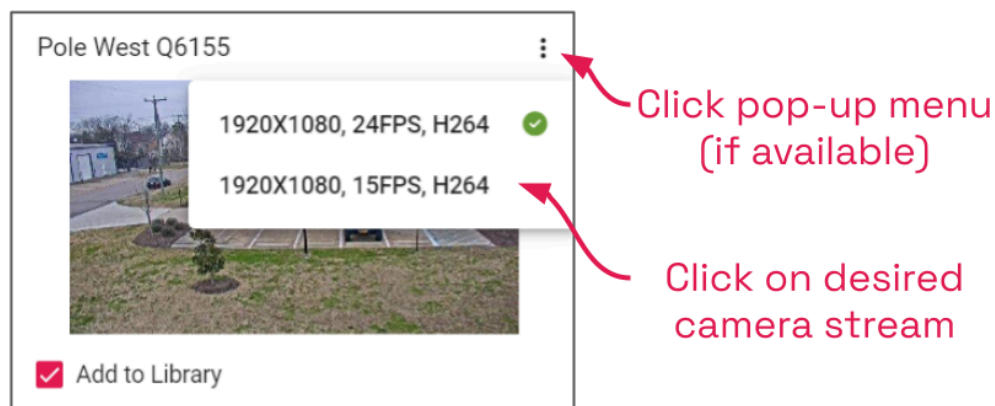 Pole West Q6155
1920X1080, 24FPS, H264
1920X1080, 15FPS, H264
Add to Library
Click pop-up menu
(if available)
Click on desired
camera stream